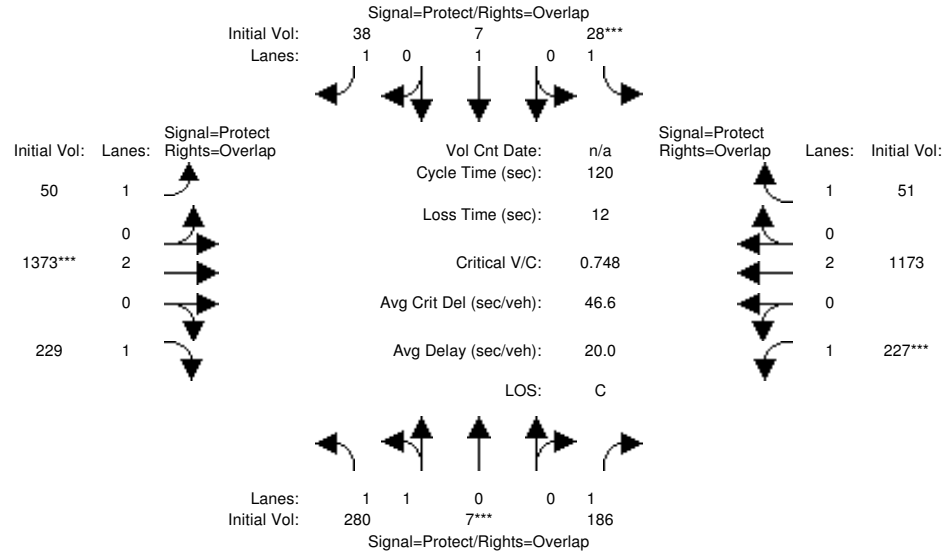 Signal=Protect/Rights=Overlap
Initial Vol: 38 7 28***
Lanes: 1 0 1 0 1
Signal=Protect Signal=Protect
Initial Vol: Lanes: Rights=Overlap Vol Cnt Date: n/a Rights=Overlap Lanes: Initial Vol:
Cycle Time (sec): 120
50 1 1 51
Loss Time (sec): 12
0 0
1373*** 2 Critical V/C: 0.748 2 1173
0 Avg Crit Del (sec/veh): 46.6 0
229 1 Avg Delay (sec/veh): 20.0 1 227***
LOS: C
Lanes: 1 1 0 0 1
Initial Vol: 280 7*** 186
Signal=Protect/Rights=Overlap